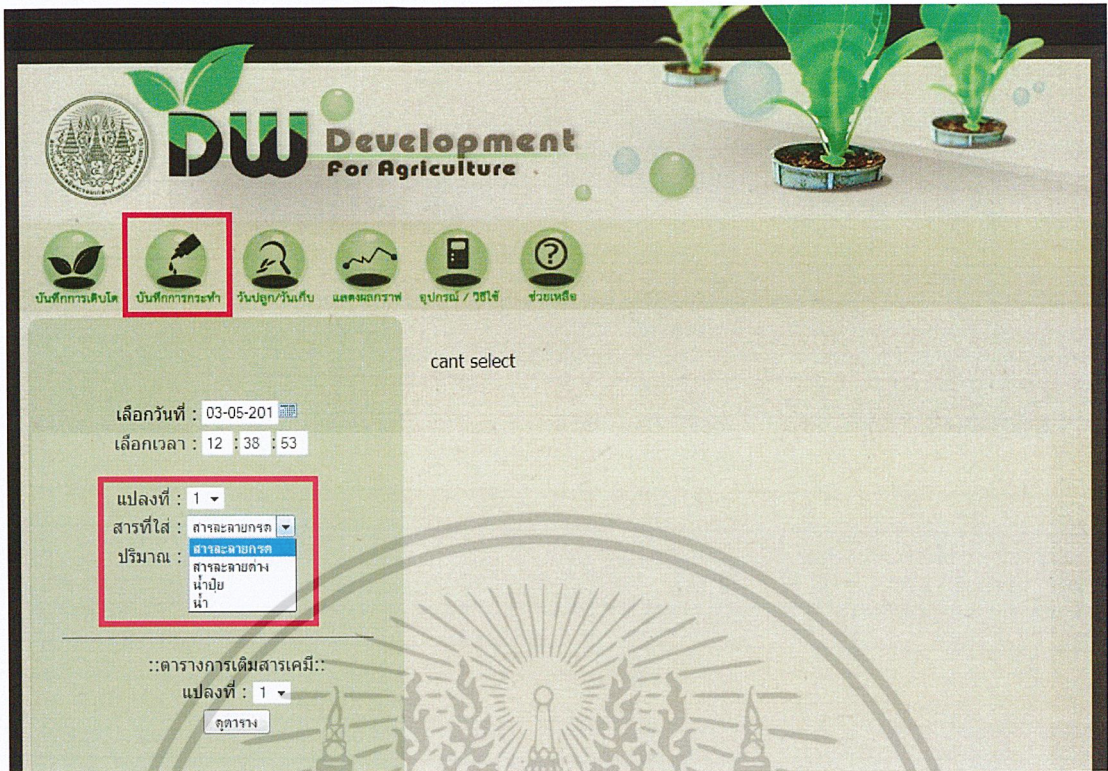 DW Development
For Agriculture
บันทึกการเติบโต บันทึกการกระทำ วันปลูก/วันเก็บ แสดงผลกราฟ อุปกรณ์ / วิธีใช้ ช่วยเหลือ
cant select
เลือกวันที่ : 03-05-201
เลือกเวลา : 12 : 38 : 53
แปลงที่ : 1
สารที่ใส่ : สารละลายกรด
ปริมาณ :
สารละลายกรด
สารละลายด่าง
น้ำปุ๋ย
น้ำ
::ตารางการเติมสารเคมี::
แปลงที่ : 1
ดูตาราง